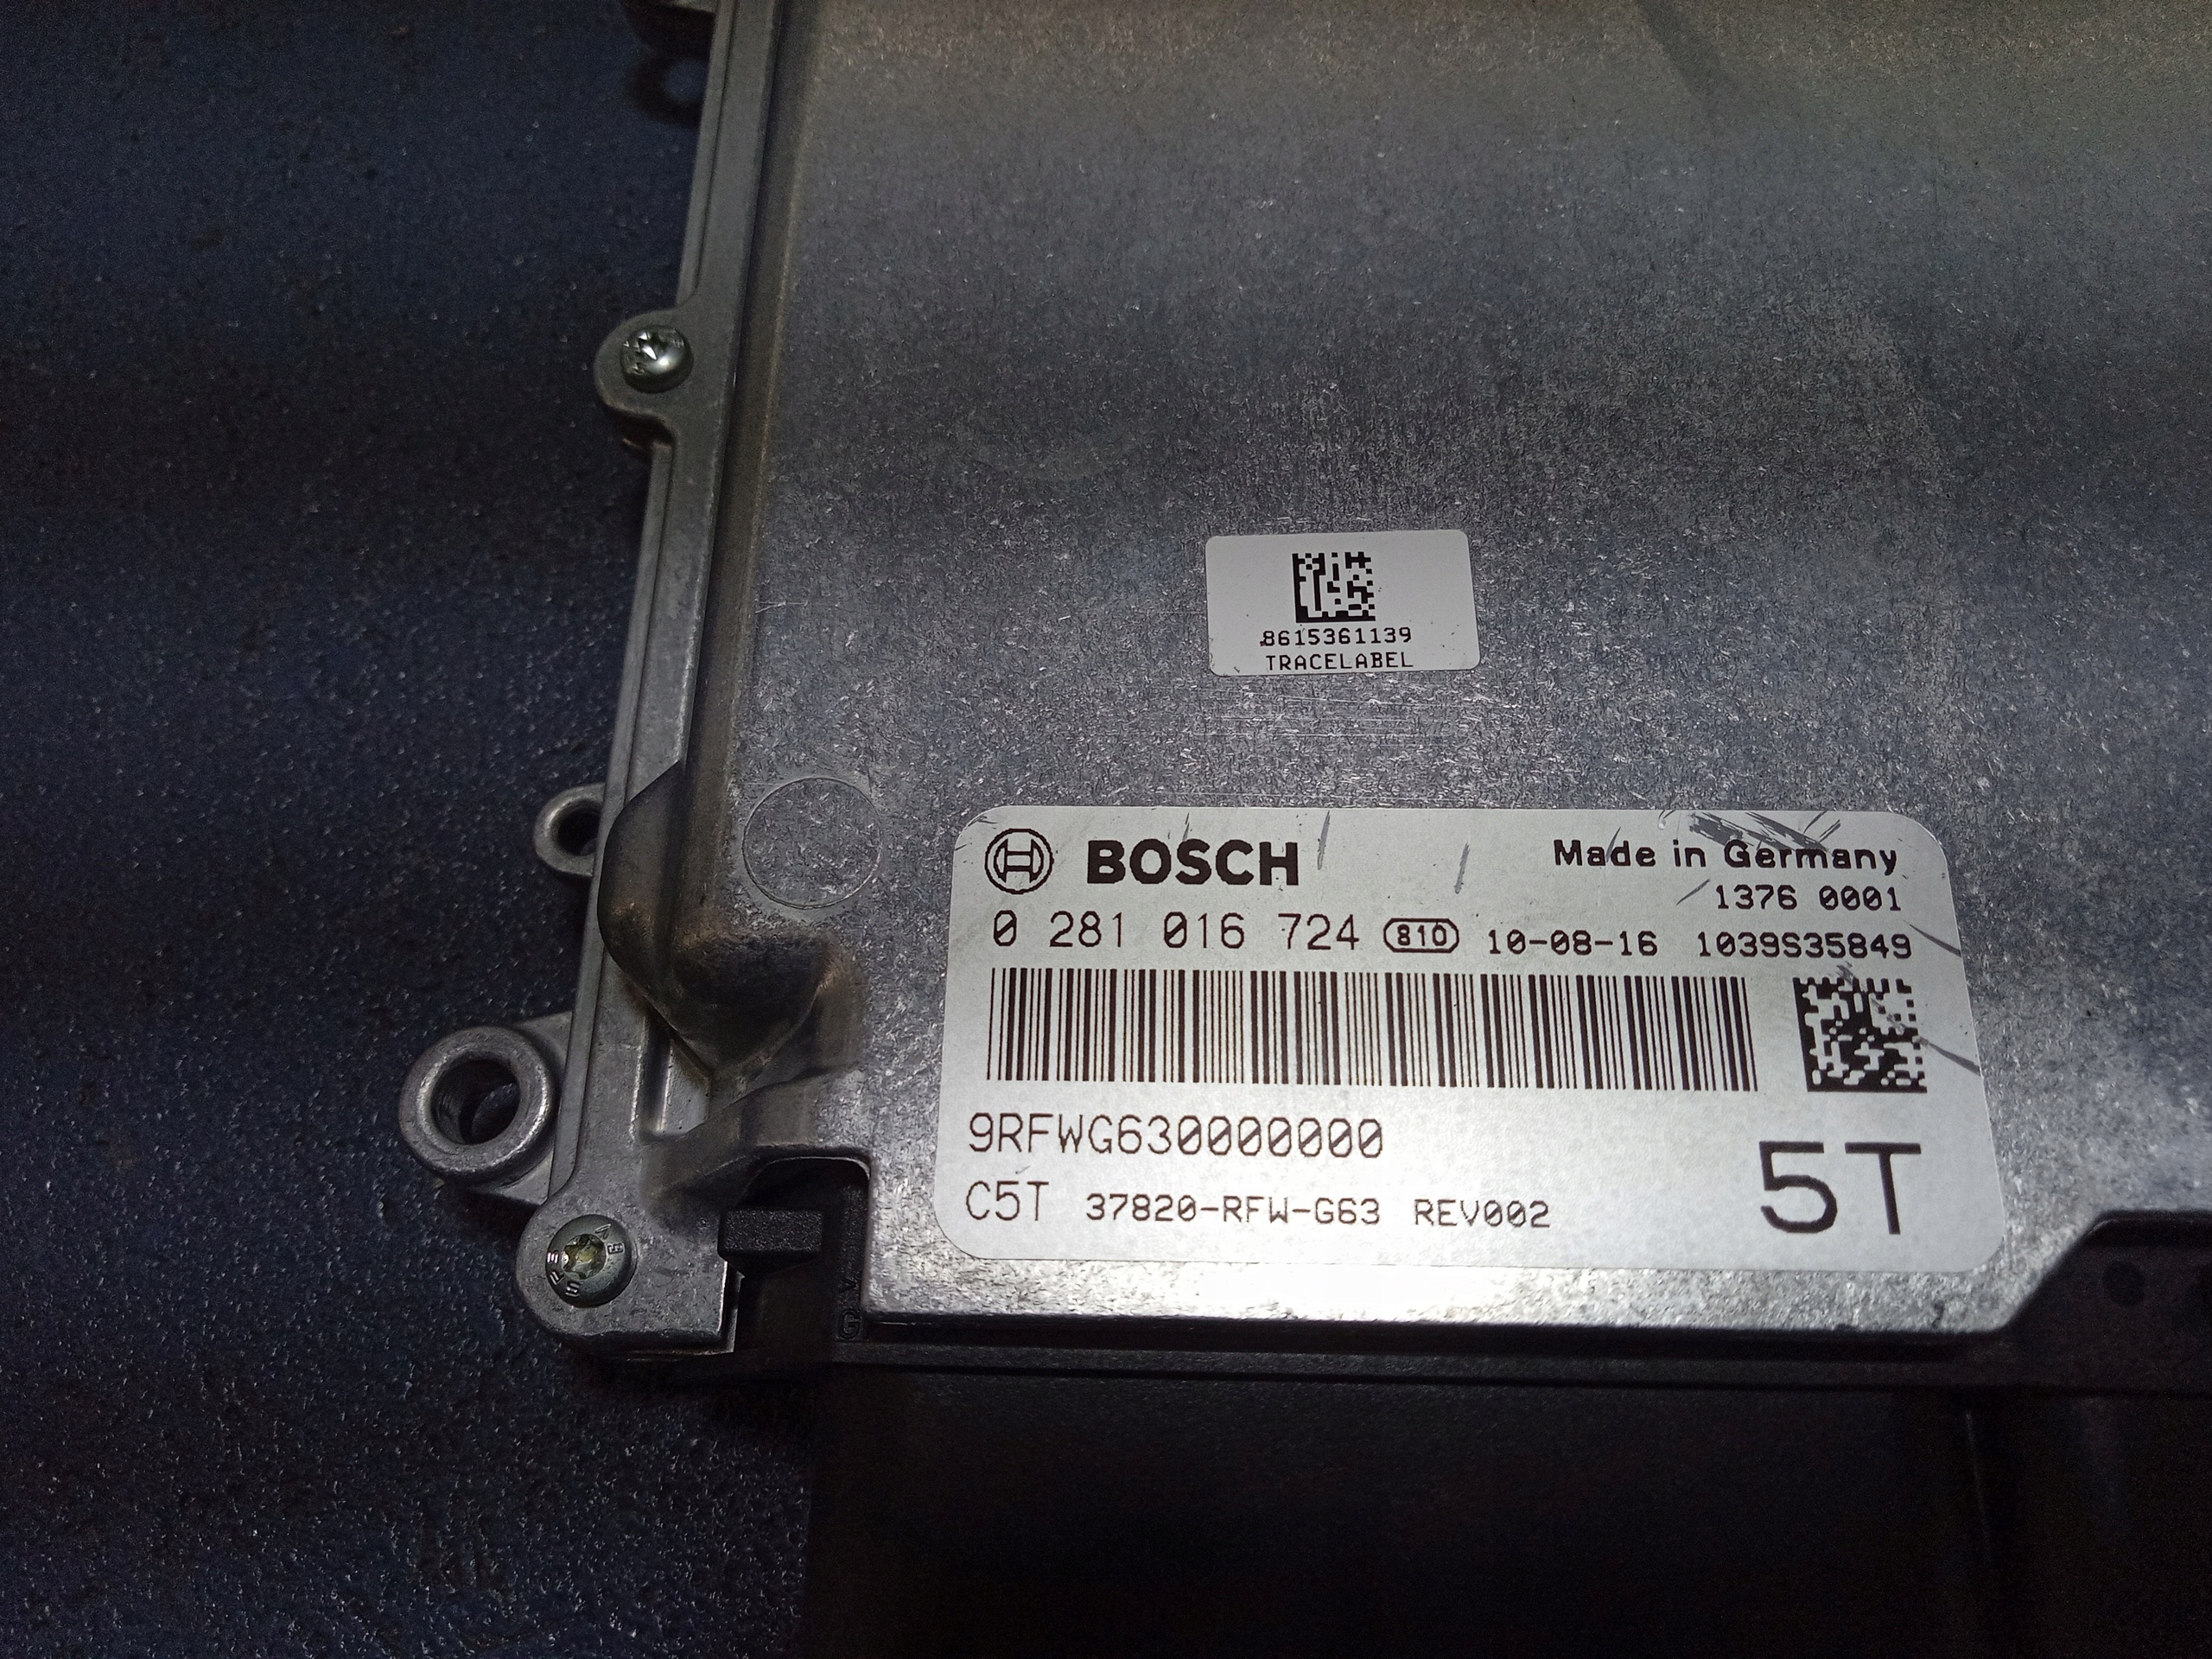 8615361139
TRACELABEL
BOSCH
Made in Germany
1376 0001
0 281 016 724 810 10-08-16 1039S35849
9RFWG630000000
C5T 37820-RFW-G63 REV002
5T